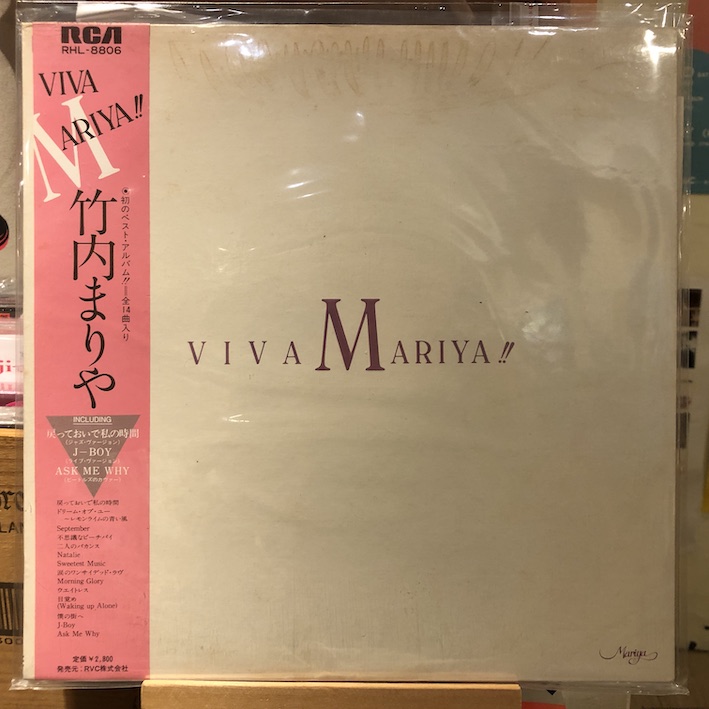 RCA
RHL-8806
VIVA
MARIYA!!
竹内まりや
●初のベスト・アルバム!!=全14曲入り
INCLUDING
戻っておいで私の時間
(ジャズ・ヴァージョン)
J-BOY
(ライブ・ヴァージョン)
ASK ME WHY
(ビートルズ的カヴァー)
戻っておいで私の時間
ドリーム・オブ・ユー
─レモンライムの青い風
September
不思議なピーチパイ
二人のバカンス
Natalie
Sweetest Music
涙のワンサイデッド・ラヴ
Morning Glory
ウエイトレス
目覚め
(Waking up Alone)
僕の街へ
J-Boy
Ask Me Why
定価￥2,800
発売元:RVC株式会社
VIVA MARIYA!!
Mariya